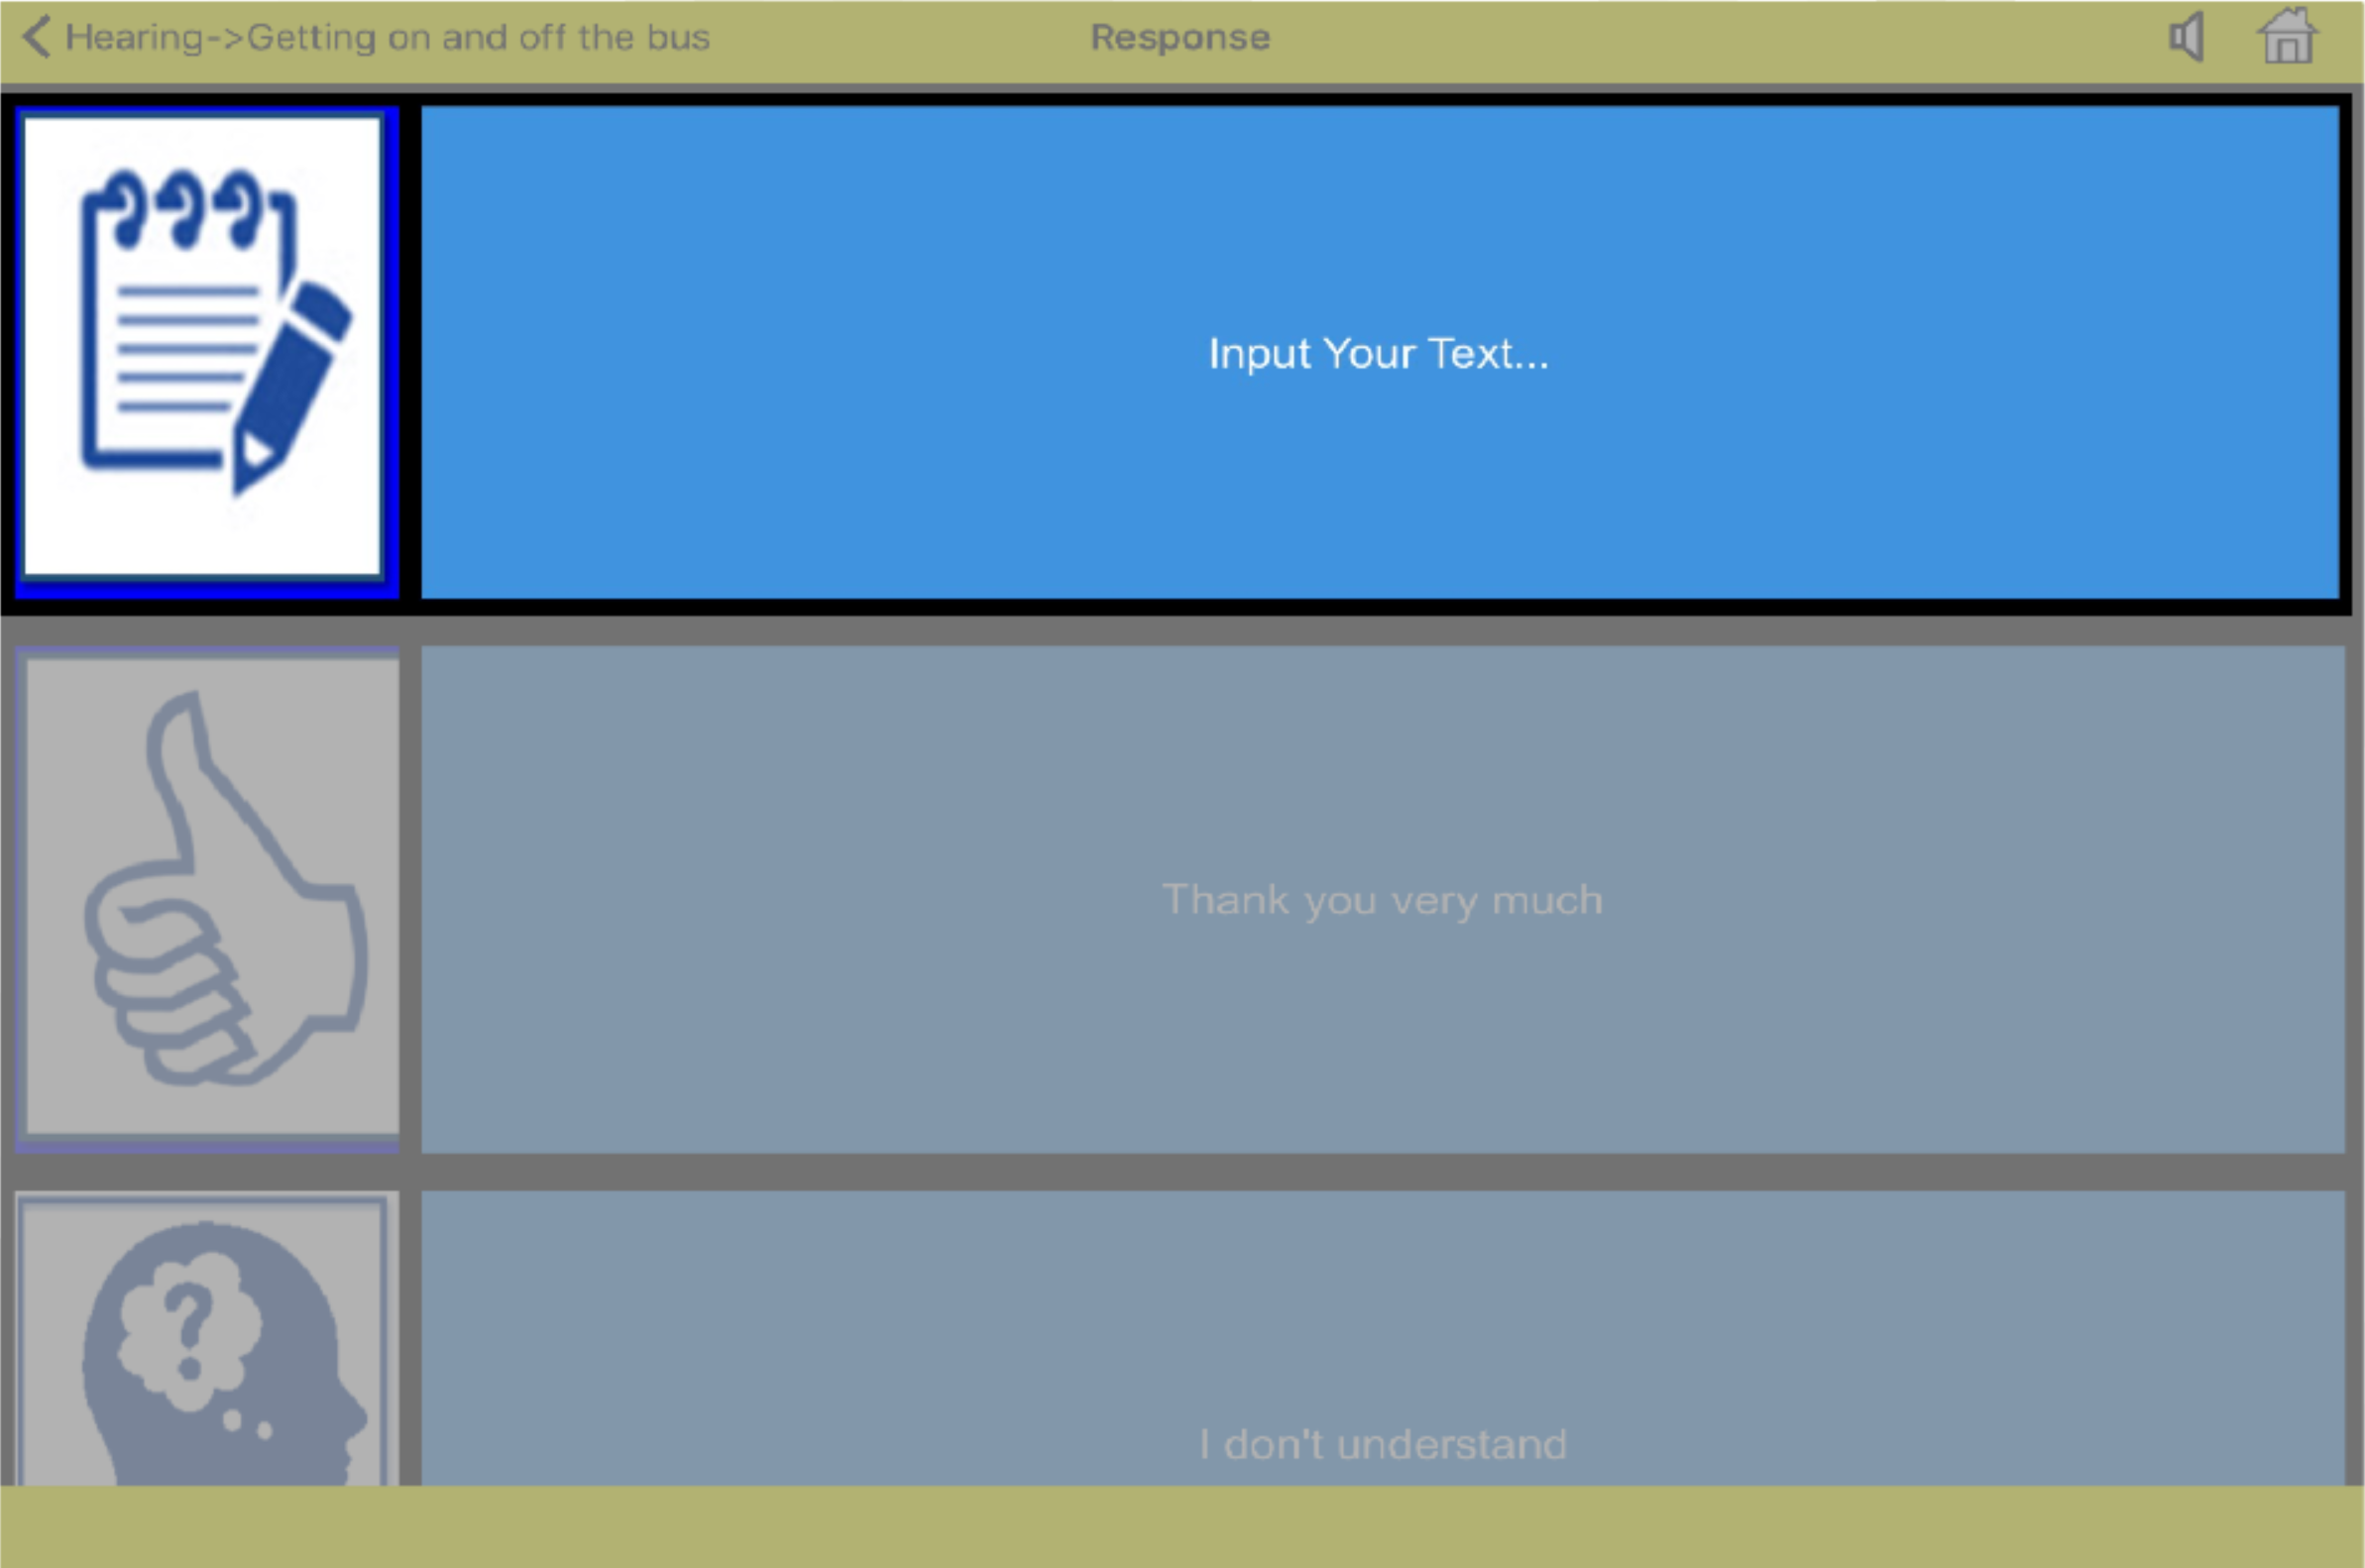 Hearing->Getting on and off the bus
Response
Input Your Text...
Thank you very much
I don't understand